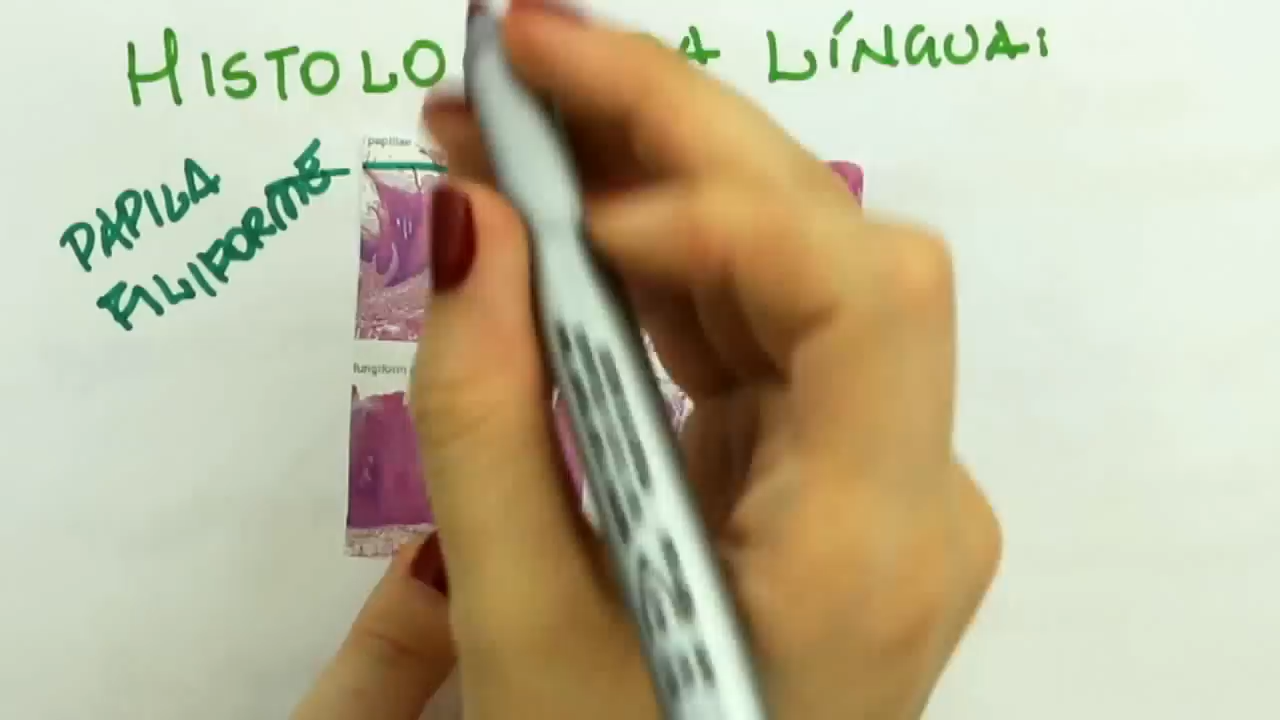 HISTOLO A LÍNGUA:
papillae
PAPILA
FILIFORME
fungiform